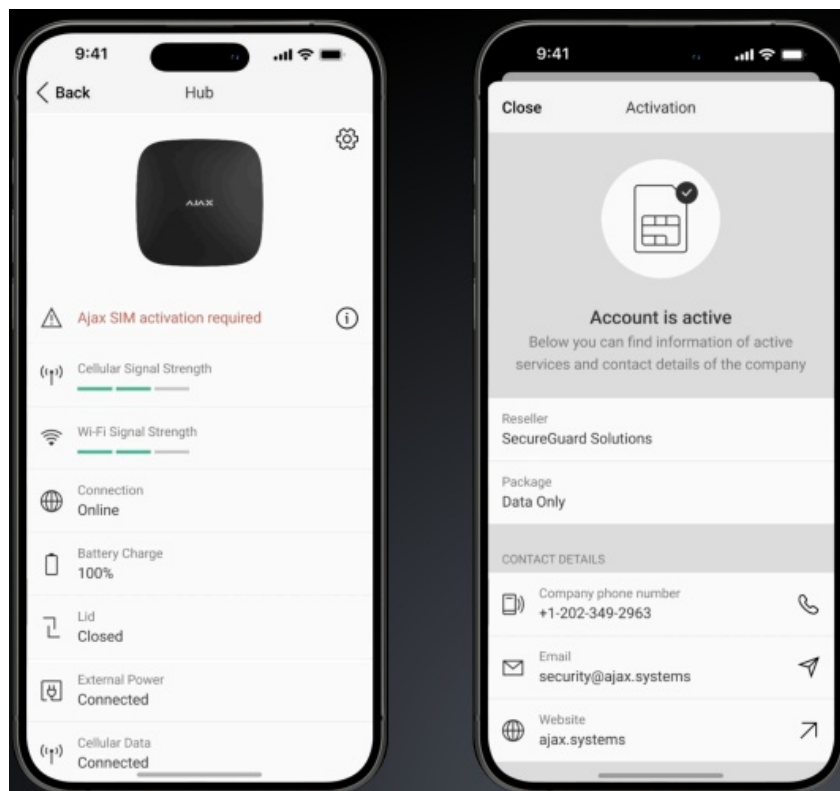 9:41
Back
Hub
AJAX
Ajax SIM activation required
Cellular Signal Strength
Wi-Fi Signal Strength
Connection
Online
Battery Charge
100%
Lid
Closed
External Power
Connected
Cellular Data
Connected
9:41
Close
Activation
Account is active
Below you can find information of active
services and contact details of the company
Reseller
SecureGuard Solutions
Package
Data Only
CONTACT DETAILS
Company phone number
+1-202-349-2963
Email
security@ajax.systems
Website
ajax.systems